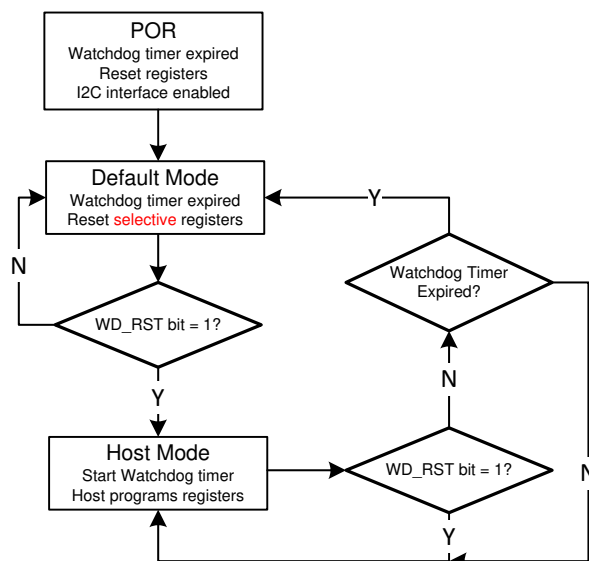 POR
Watchdog timer expired
Reset registers
I2C interface enabled
Default Mode
Watchdog timer expired
Reset selective registers
Y
N
Watchdog Timer
Expired?
WD_RST bit = 1?
Y
N
N
Host Mode
Start Watchdog timer
Host programs registers
WD_RST bit = 1?
Y